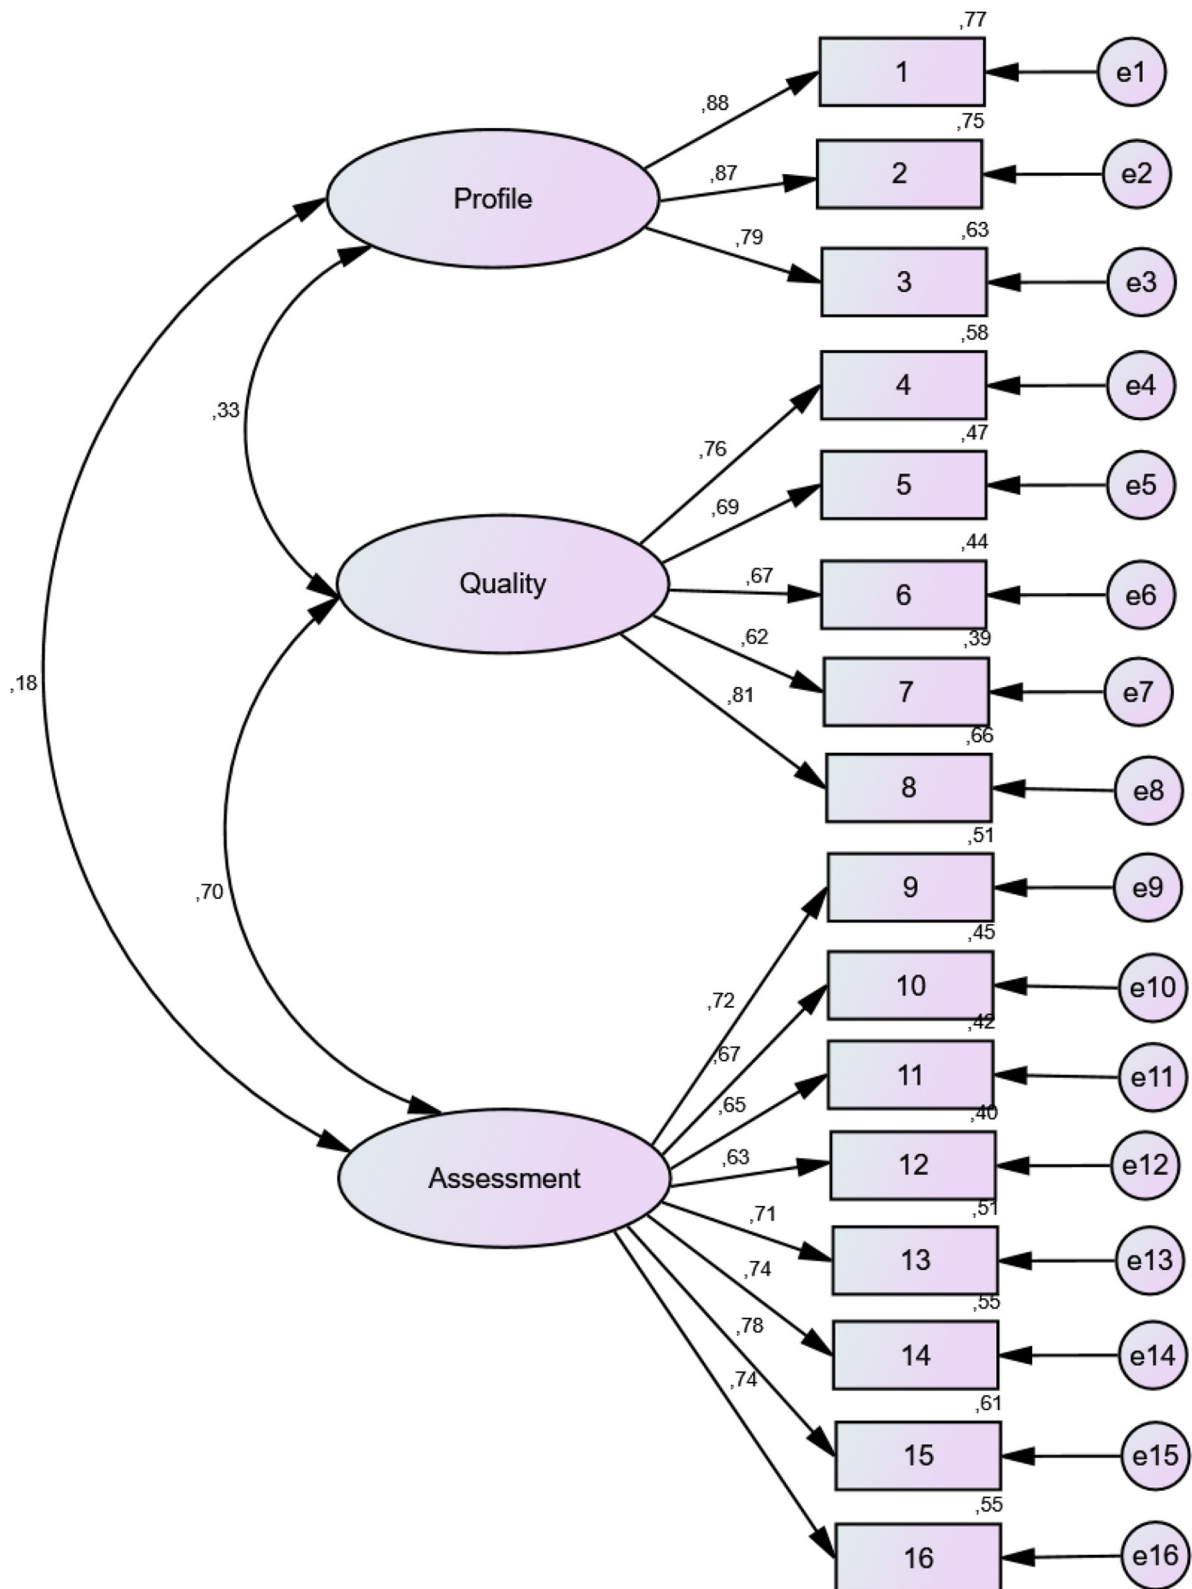 ,77
1
e1
,88
,75
2
e2
,87
Profile
,63
,79
3
e3
,58
4
e4
,33
,47
,76
5
e5
,69
,44
Quality
,67
6
e6
,62
,39
7
e7
,18
,81
,66
8
e8
,51
9
e9
,70
,45
10
e10
,72
,42
,67
11
e11
,65
,40
,63
12
e12
Assessment
,51
,71
13
e13
,74
,55
,78
14
e14
,74
,61
15
e15
,55
16
e16